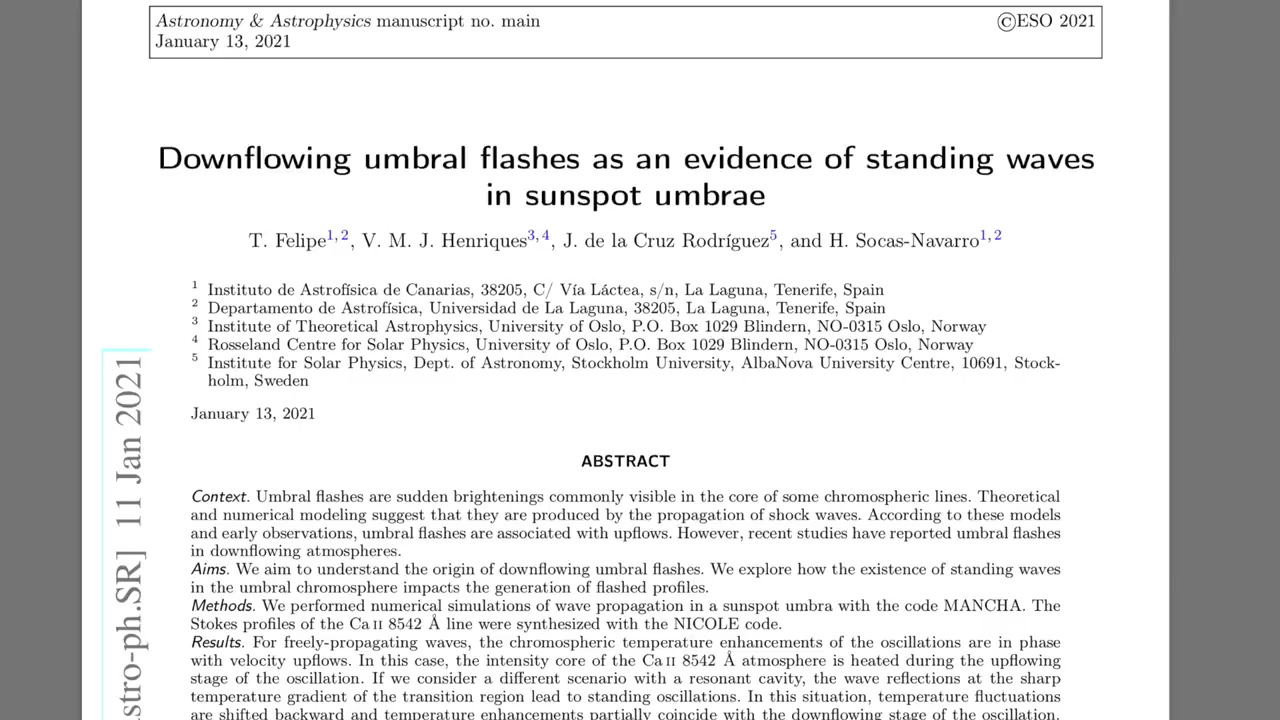 Astronomy & Astrophysics manuscript no. main
©ESO 2021
January 13, 2021
Downflowing umbral flashes as an evidence of standing waves
in sunspot umbrae
T. Felipe1,2, V. M. J. Henriques3,4, J. de la Cruz Rodríguez5, and H. Socas-Navarro1,2
1 Instituto de Astrofísica de Canarias, 38205, C/ Vía Láctea, s/n, La Laguna, Tenerife, Spain
2 Departamento de Astrofísica, Universidad de La Laguna, 38205, La Laguna, Tenerife, Spain
3 Institute of Theoretical Astrophysics, University of Oslo, P.O. Box 1029 Blindern, NO-0315 Oslo, Norway
4 Rosseland Centre for Solar Physics, University of Oslo, P.O. Box 1029 Blindern, NO-0315 Oslo, Norway
5 Institute for Solar Physics, Dept. of Astronomy, Stockholm University, AlbaNova University Centre, 10691, Stock-
holm, Sweden
January 13, 2021
ABSTRACT
Context. Umbral flashes are sudden brightenings commonly visible in the core of some chromospheric lines. Theoretical
and numerical modeling suggest that they are produced by the propagation of shock waves. According to these models
and early observations, umbral flashes are associated with upflows. However, recent studies have reported umbral flashes
in downflowing atmospheres.
Aims. We aim to understand the origin of downflowing umbral flashes. We explore how the existence of standing waves
in the umbral chromosphere impacts the generation of flashed profiles.
Methods. We performed numerical simulations of wave propagation in a sunspot umbra with the code MANCHA. The
Stokes profiles of the Ca II 8542 Å line were synthesized with the NICOLE code.
Results. For freely-propagating waves, the chromospheric temperature enhancements of the oscillations are in phase
with velocity upflows. In this case, the intensity core of the Ca II 8542 Å atmosphere is heated during the upflowing
stage of the oscillation. If we consider a different scenario with a resonant cavity, the wave reflections at the sharp
temperature gradient of the transition region lead to standing oscillations. In this situation, temperature fluctuations
are shifted backward and temperature enhancements partially coincide with the downflowing stage of the oscillation.
stro-ph.SR] 11 Jan 2021